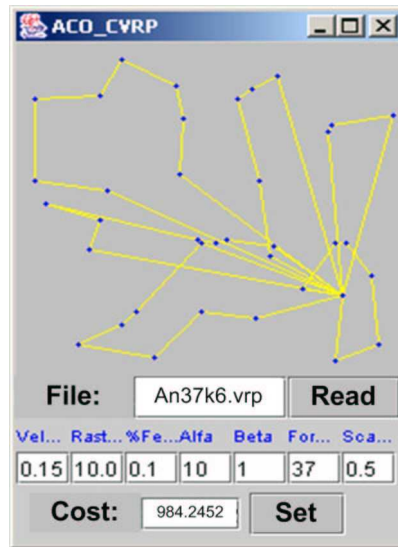 ACO_CVRP
File: An37k6.vrp Read
Vel... Rast... %Fe... Alfa Beta For... Sca...
0.15 10.0 0.1 10 1 37 0.5
Cost: 984.2452 Set